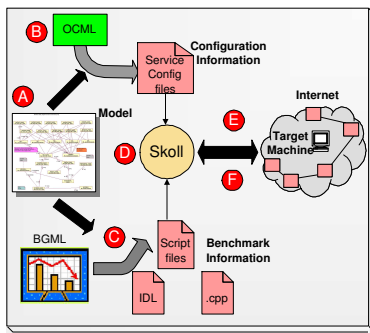 B
OCML
Configuration
Information
Service
Config
files
A
Model
Internet
E
Target
Machine
D
Skoll
F
C
BGML
Script
files
Benchmark
Information
IDL
.cpp